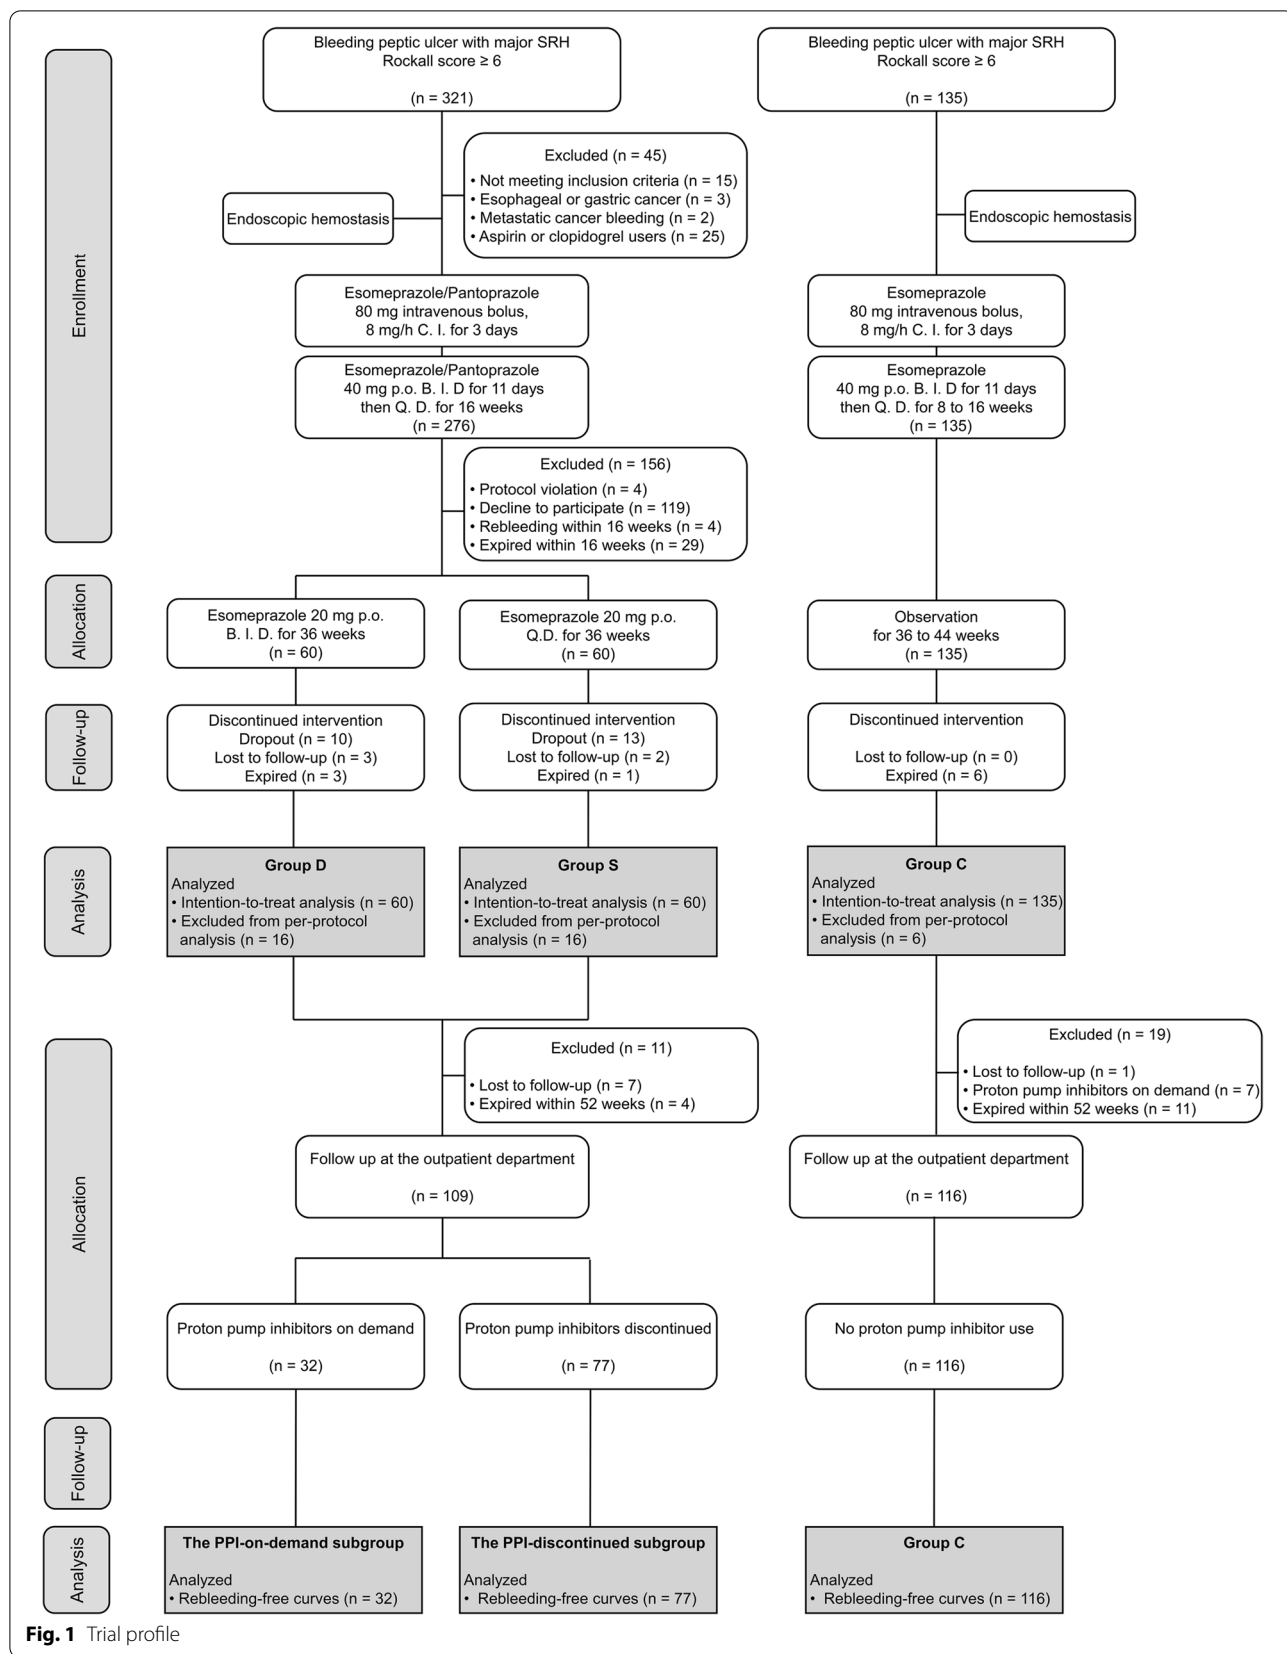 Bleeding peptic ulcer with major SRH
Rockall score ≥ 6
(n = 321)
Bleeding peptic ulcer with major SRH
Rockall score ≥ 6
(n = 135)
Enrollment
Excluded (n = 45)
• Not meeting inclusion criteria (n = 15)
• Esophageal or gastric cancer (n = 3)
• Metastatic cancer bleeding (n = 2)
• Aspirin or clopidogrel users (n = 25)
Endoscopic hemostasis
Endoscopic hemostasis
Esomeprazole/Pantoprazole
80 mg intravenous bolus,
8 mg/h C. I. for 3 days
Esomeprazole
80 mg intravenous bolus,
8 mg/h C. I. for 3 days
Esomeprazole/Pantoprazole
40 mg p.o. B. I. D for 11 days
then Q. D. for 16 weeks
(n = 276)
Esomeprazole
40 mg p.o. B. I. D for 11 days
then Q. D. for 8 to 16 weeks
(n = 135)
Excluded (n = 156)
• Protocol violation (n = 4)
• Decline to participate (n = 119)
• Rebleeding within 16 weeks (n = 4)
• Expired within 16 weeks (n = 29)
Allocation
Esomeprazole 20 mg p.o.
B. I. D. for 36 weeks
(n = 60)
Esomeprazole 20 mg p.o.
Q.D. for 36 weeks
(n = 60)
Observation
for 36 to 44 weeks
(n = 135)
Follow-up
Discontinued intervention
Dropout (n = 10)
Lost to follow-up (n = 3)
Expired (n = 3)
Discontinued intervention
Dropout (n = 13)
Lost to follow-up (n = 2)
Expired (n = 1)
Discontinued intervention
Lost to follow-up (n = 0)
Expired (n = 6)
Analysis
Group D
Analyzed
• Intention-to-treat analysis (n = 60)
• Excluded from per-protocol
analysis (n = 16)
Group S
Analyzed
• Intention-to-treat analysis (n = 60)
• Excluded from per-protocol
analysis (n = 16)
Group C
Analyzed
• Intention-to-treat analysis (n = 135)
• Excluded from per-protocol
analysis (n = 6)
Allocation
Excluded (n = 11)
• Lost to follow-up (n = 7)
• Expired within 52 weeks (n = 4)
Excluded (n = 19)
• Lost to follow-up (n = 1)
• Proton pump inhibitors on demand (n = 7)
• Expired within 52 weeks (n = 11)
Follow up at the outpatient department
(n = 109)
Follow up at the outpatient department
(n = 116)
Proton pump inhibitors on demand
(n = 32)
Proton pump inhibitors discontinued
(n = 77)
No proton pump inhibitor use
(n = 116)
Follow-up
Analysis
The PPI-on-demand subgroup
Analyzed
• Rebleeding-free curves (n = 32)
The PPI-discontinued subgroup
Analyzed
• Rebleeding-free curves (n = 77)
Group C
Analyzed
• Rebleeding-free curves (n = 116)
Fig. 1 Trial profile